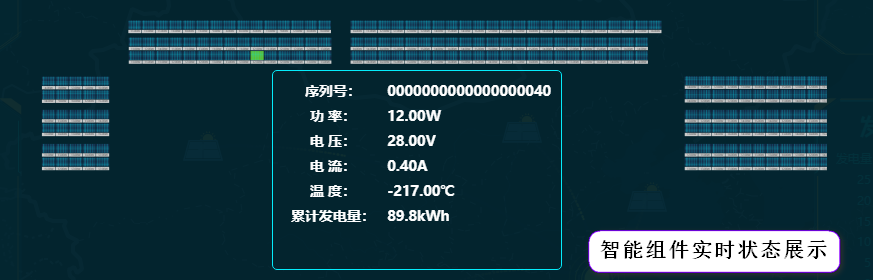 序列号: 0000000000000000040
功 率: 12.00W
电 压: 28.00V
电 流: 0.40A
温 度: -217.00℃
累计发电量: 89.8kWh
智能组件实时状态展示